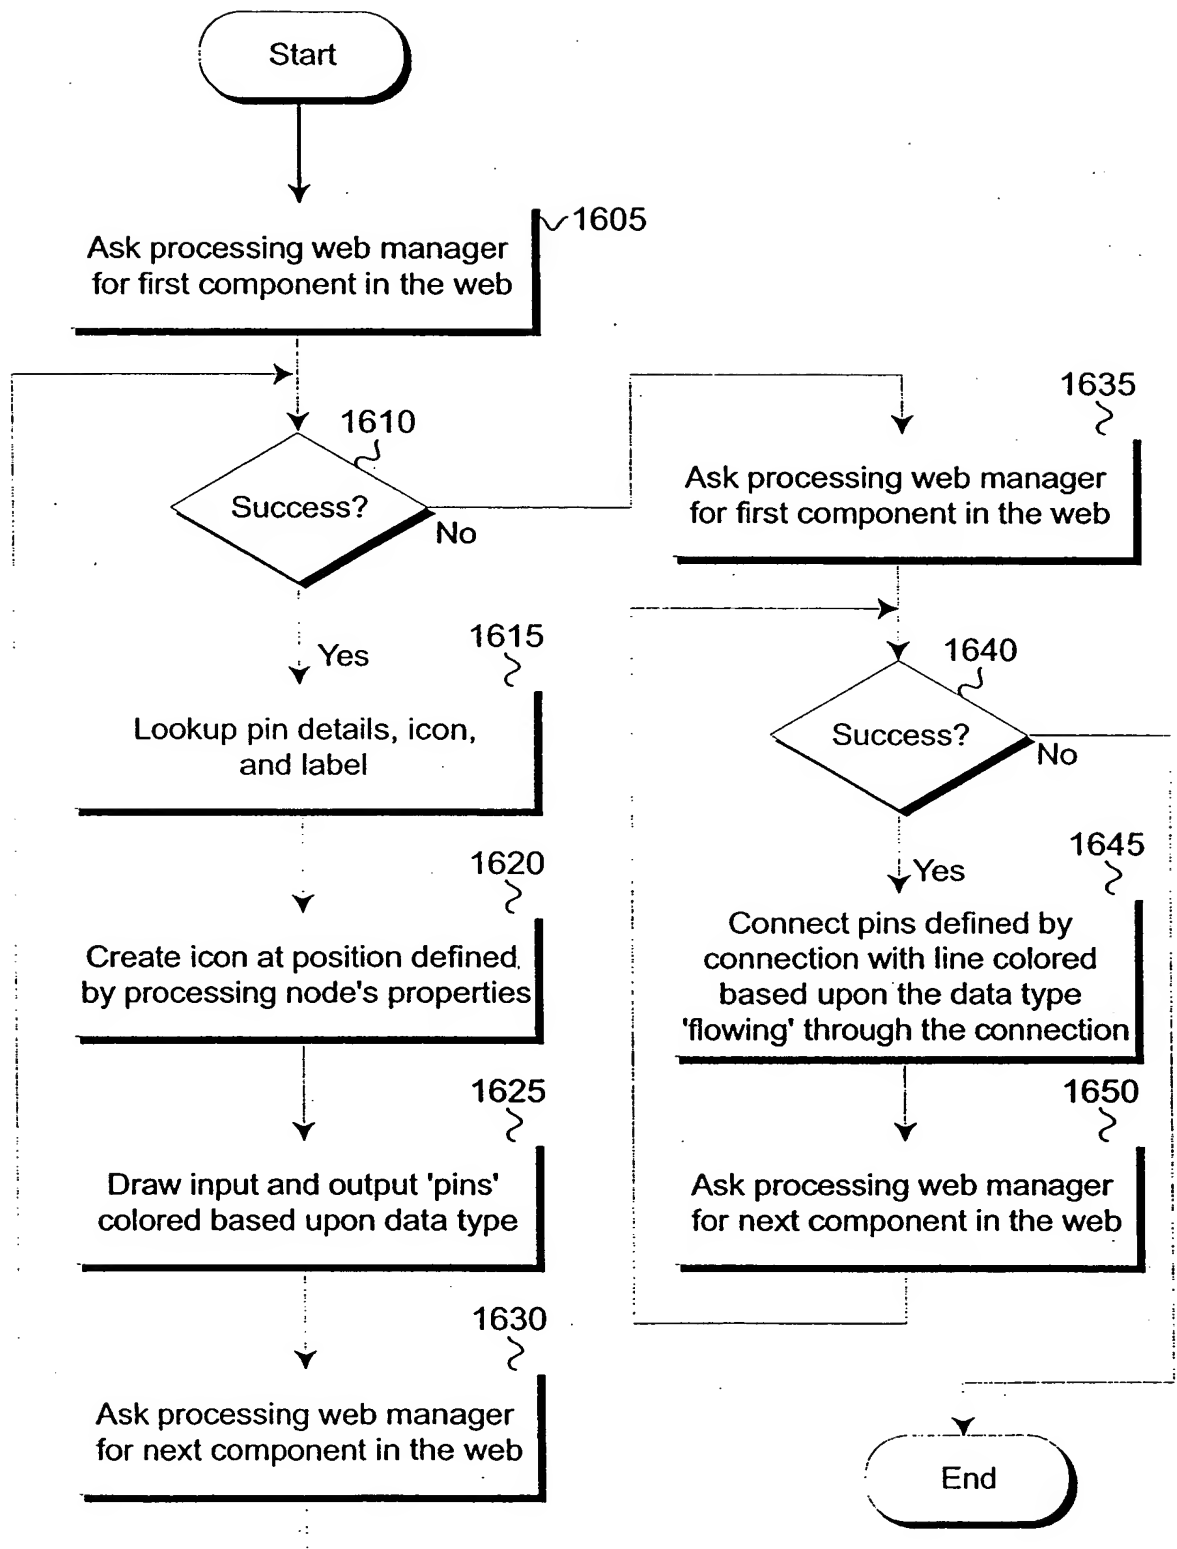 Start
1605
Ask processing web manager
for first component in the web
1610
Success?
No
Yes
1615
Lookup pin details, icon,
and label
1620
Create icon at position defined
by processing node's properties
1625
Draw input and output 'pins'
colored based upon data type
1630
Ask processing web manager
for next component in the web
1635
Ask processing web manager
for first component in the web
1640
Success?
No
Yes
1645
Connect pins defined by
connection with line colored
based upon the data type
'flowing' through the connection
1650
Ask processing web manager
for next component in the web
End